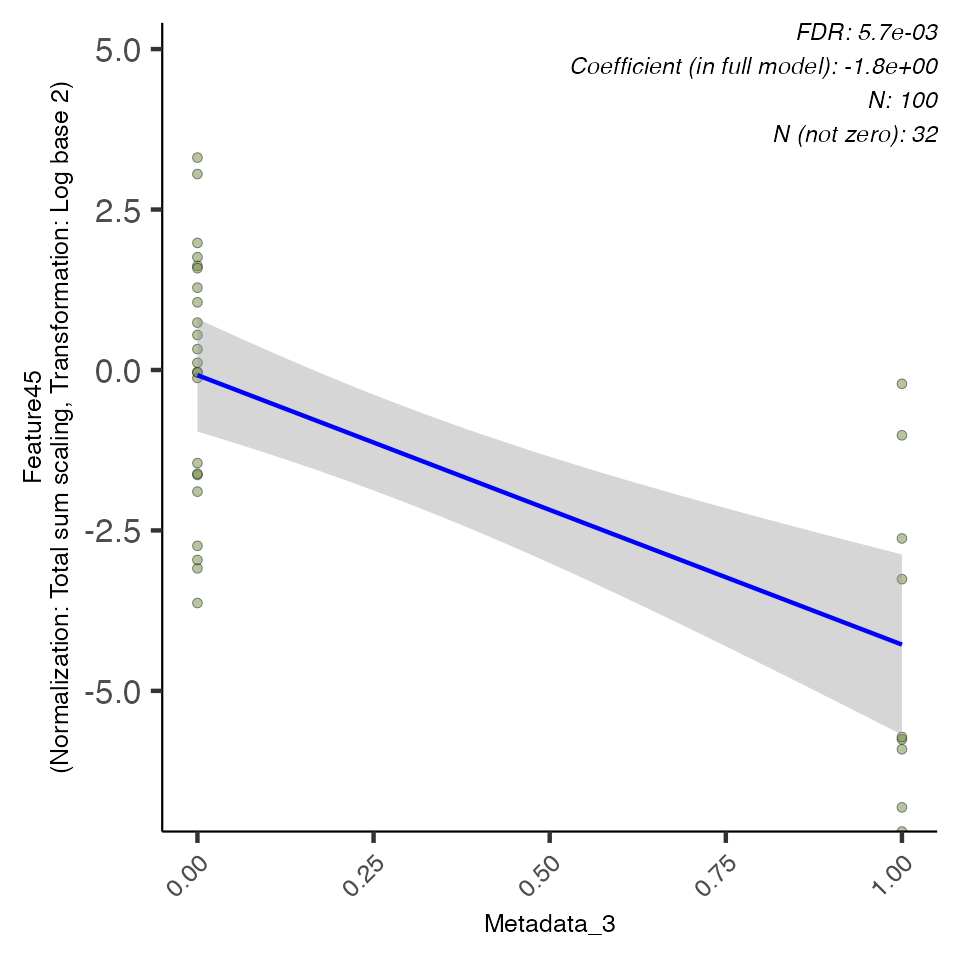 FDR: 5.7e-03
Coefficient (in full model): -1.8e+00
N: 100
N (not zero): 32
Feature45
(Normalization: Total sum scaling, Transformation: Log base 2)
5.0
2.5
0.0
-2.5
-5.0
0.00
0.25
0.50
0.75
1.00
Metadata_3